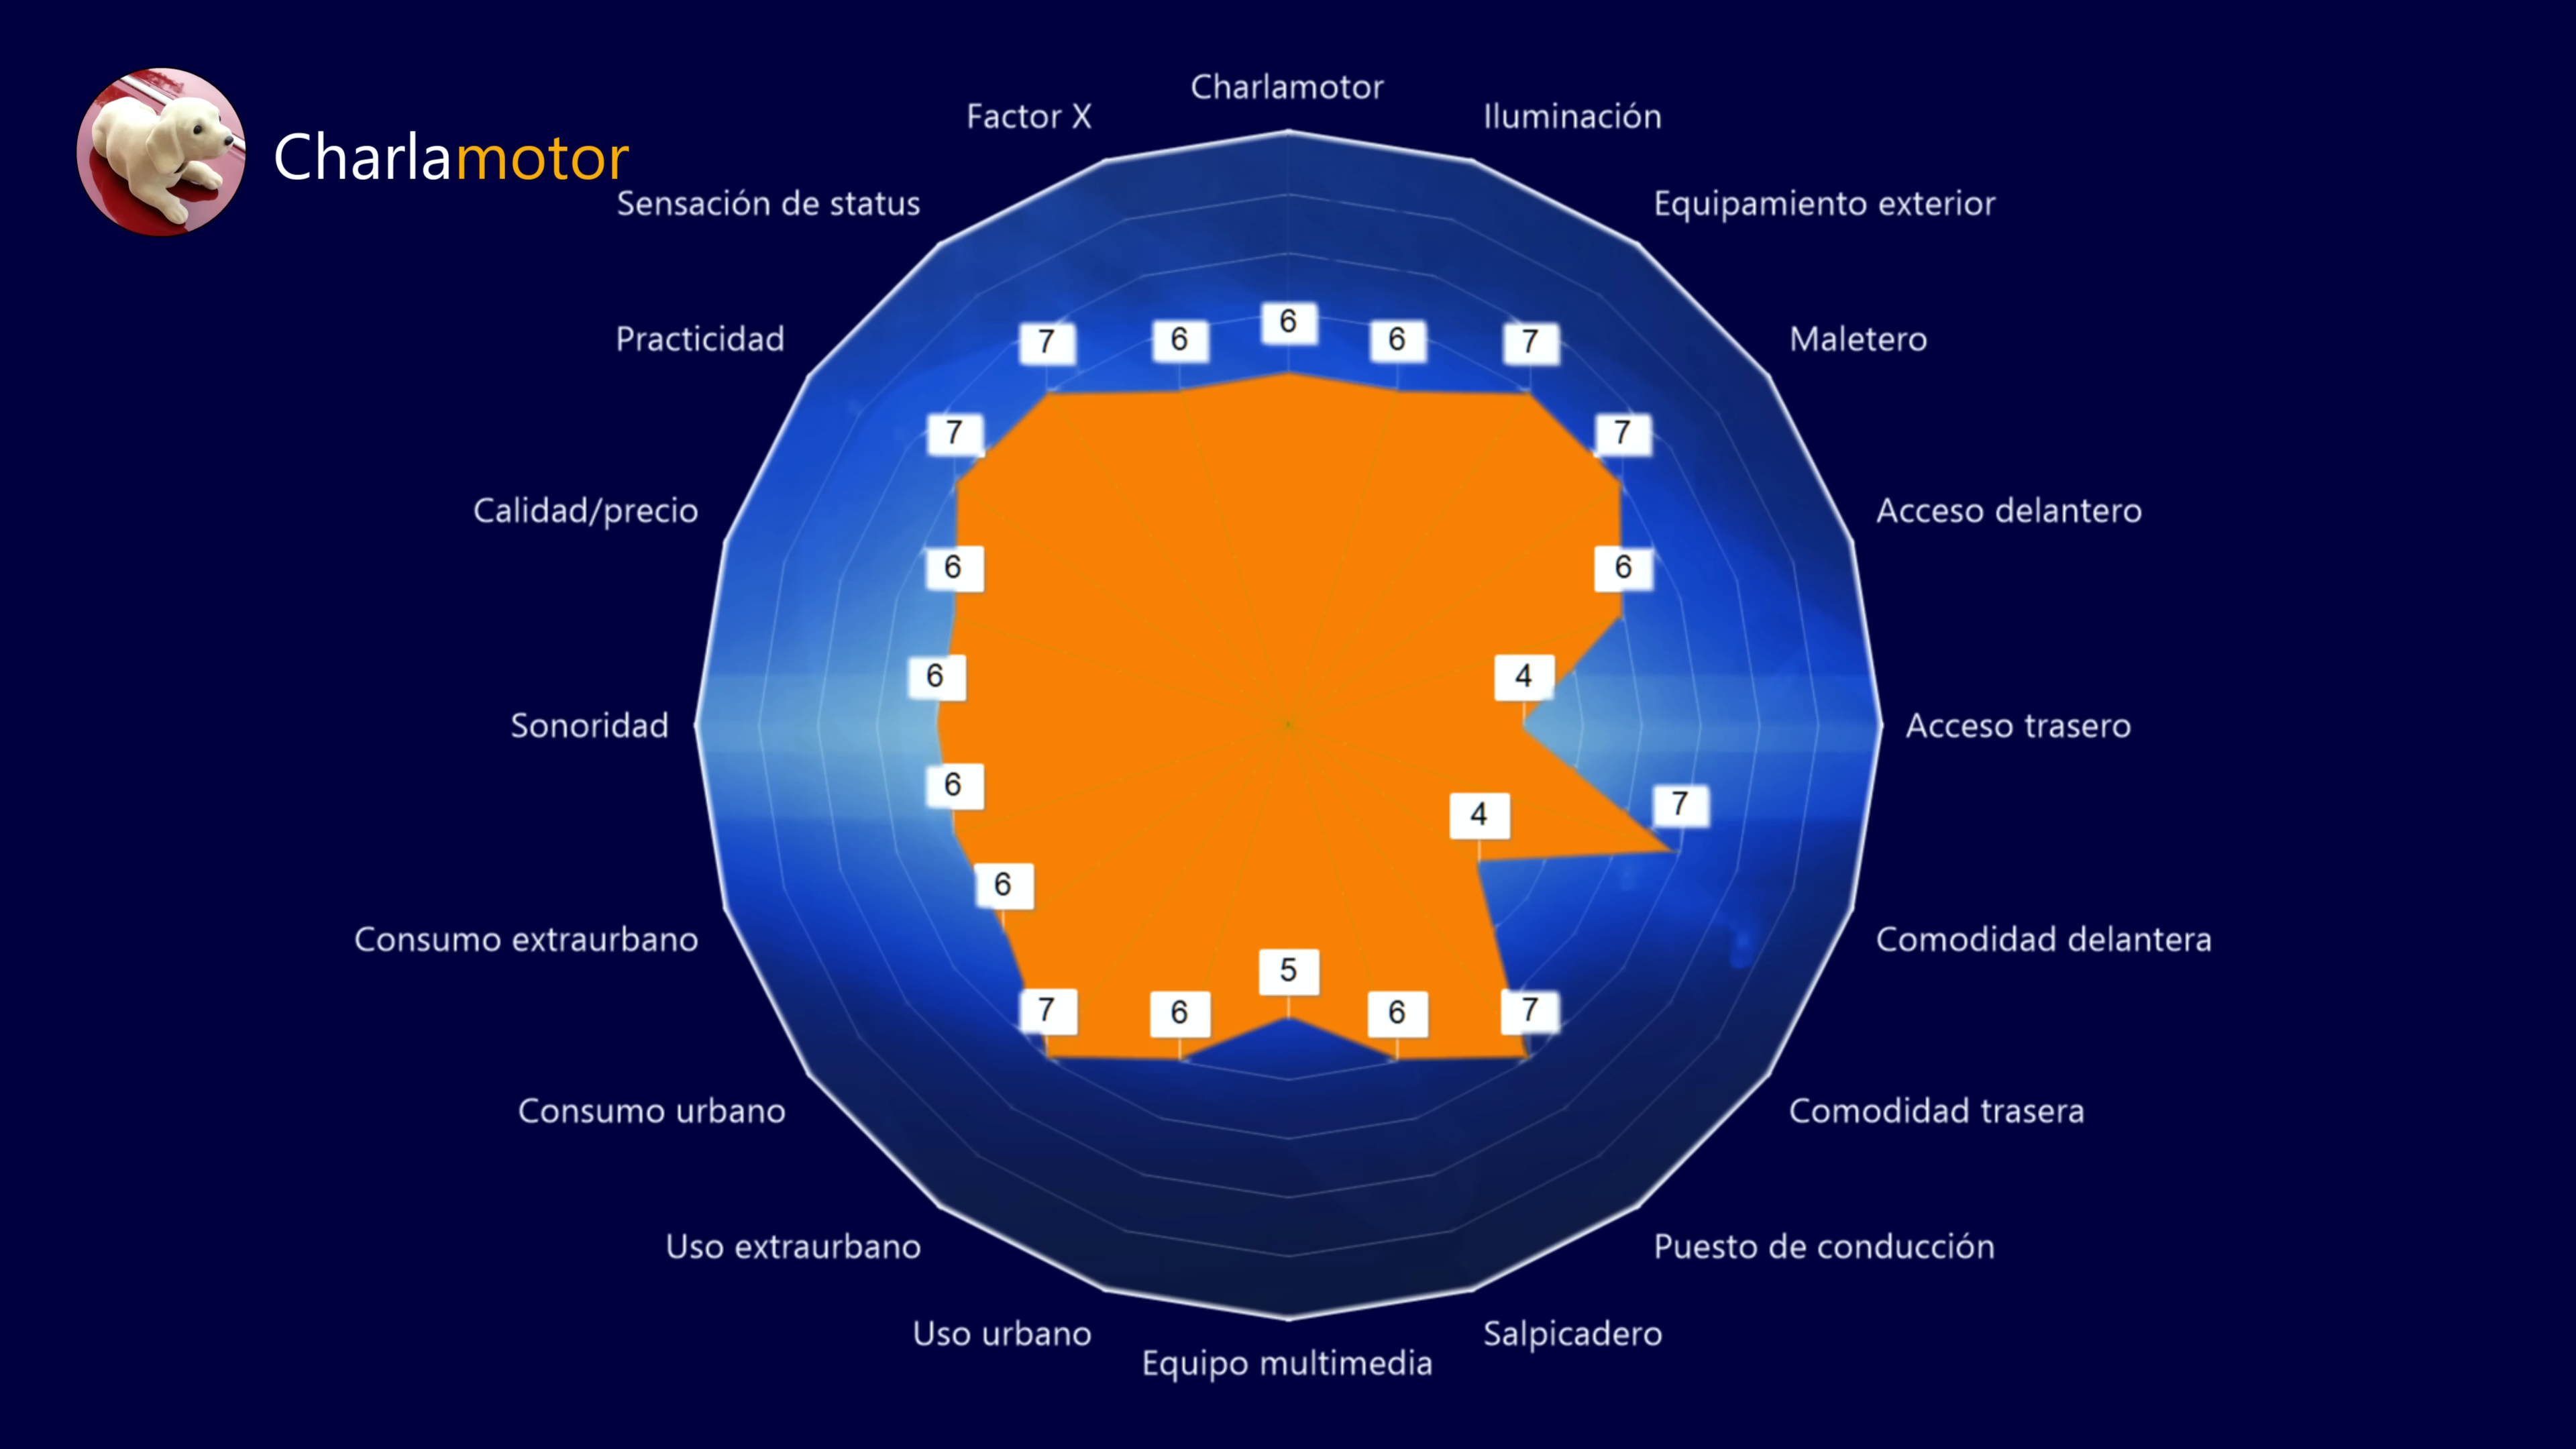 Charlamotor
Charlamotor
Factor X
Iluminación
Sensación de status
Equipamiento exterior
Practicidad
Maletero
7
6
6
6
7
7
7
Calidad/precio
Acceso delantero
6
6
6
4
Sonoridad
Acceso trasero
6
4
7
6
Consumo extraurbano
Comodidad delantera
7
6
5
6
7
Consumo urbano
Comodidad trasera
Uso extraurbano
Puesto de conducción
Uso urbano
Salpicadero
Equipo multimedia